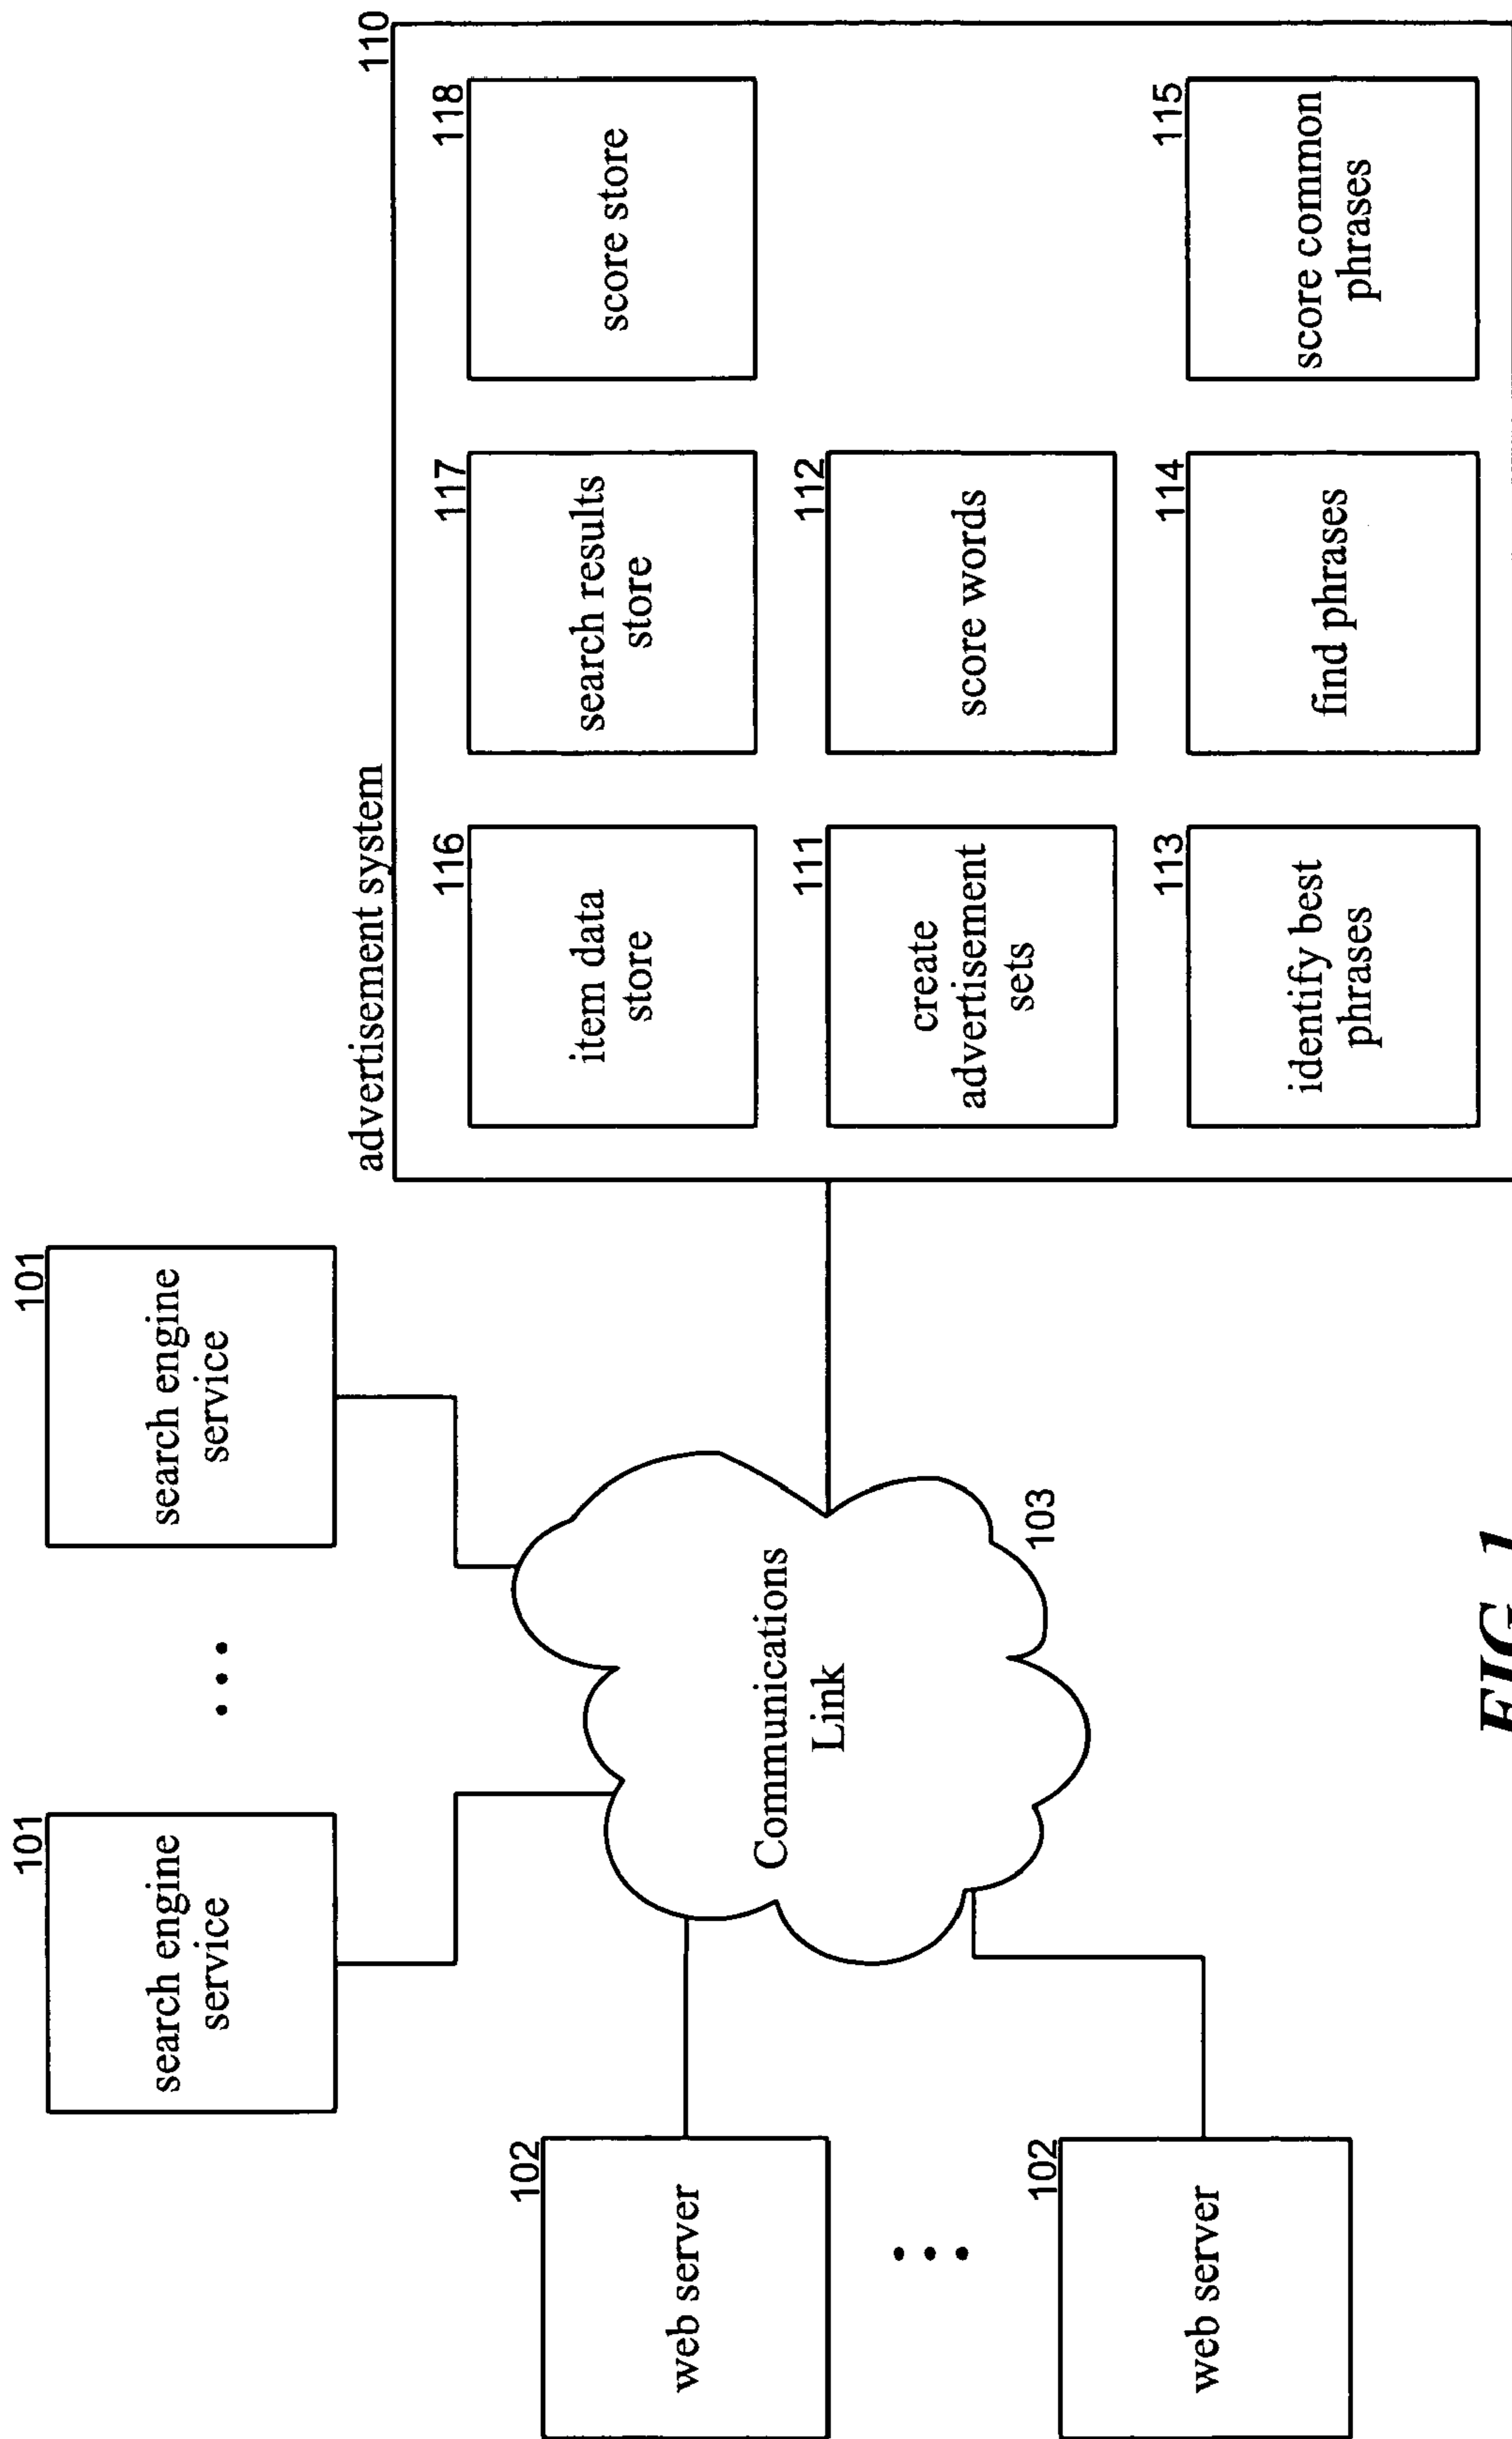 101
search engine
service
101
search engine
service
102
web server
102
web server
Communications
Link
103
advertisement system
110
116
item data
store
117
search results
store
118
score store
111
create
advertisement
sets
112
score words
113
identify best
phrases
114
find phrases
115
score common
phrases
FIG. 1